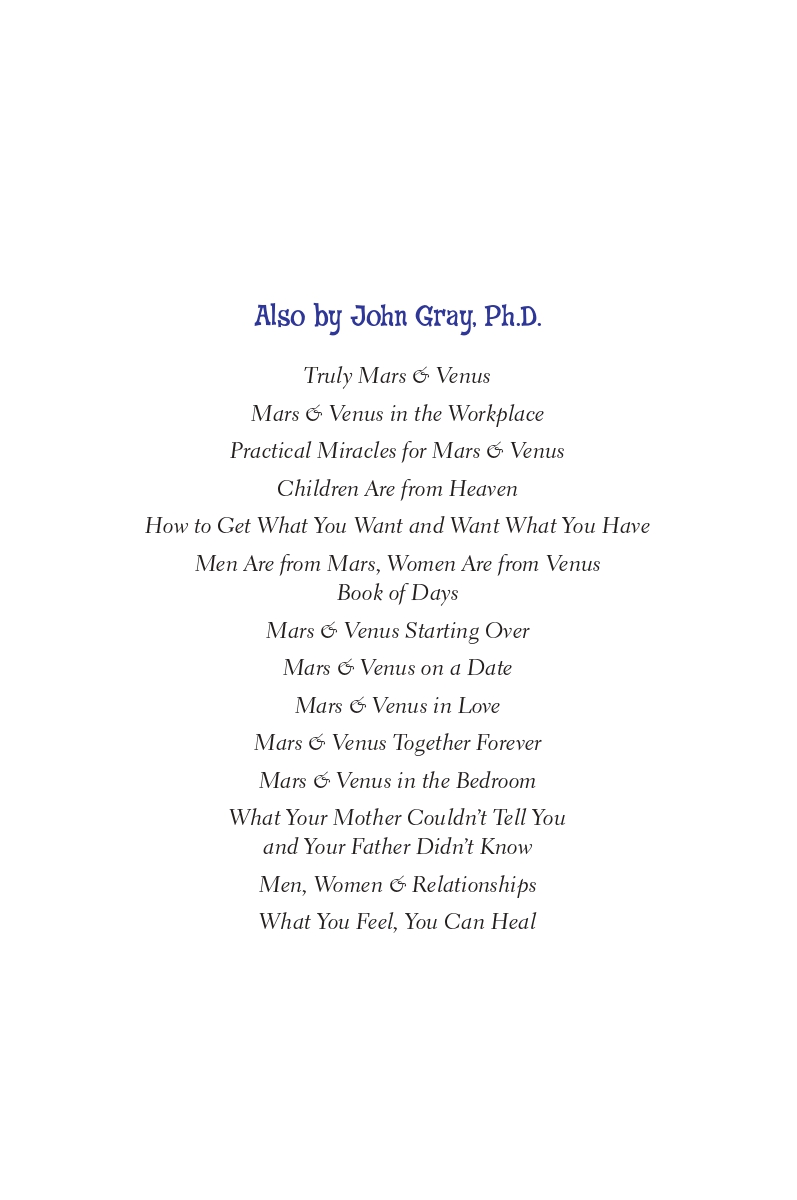 Also by John Gray, Ph.D.
Truly Mars & Venus
Mars & Venus in the Workplace
Practical Miracles for Mars & Venus
Children Are from Heaven
How to Get What You Want and Want What You Have
Men Are from Mars, Women Are from Venus
Book of Days
Mars & Venus Starting Over
Mars & Venus on a Date
Mars & Venus in Love
Mars & Venus Together Forever
Mars & Venus in the Bedroom
What Your Mother Couldn’t Tell You
and Your Father Didn’t Know
Men, Women & Relationships
What You Feel, You Can Heal